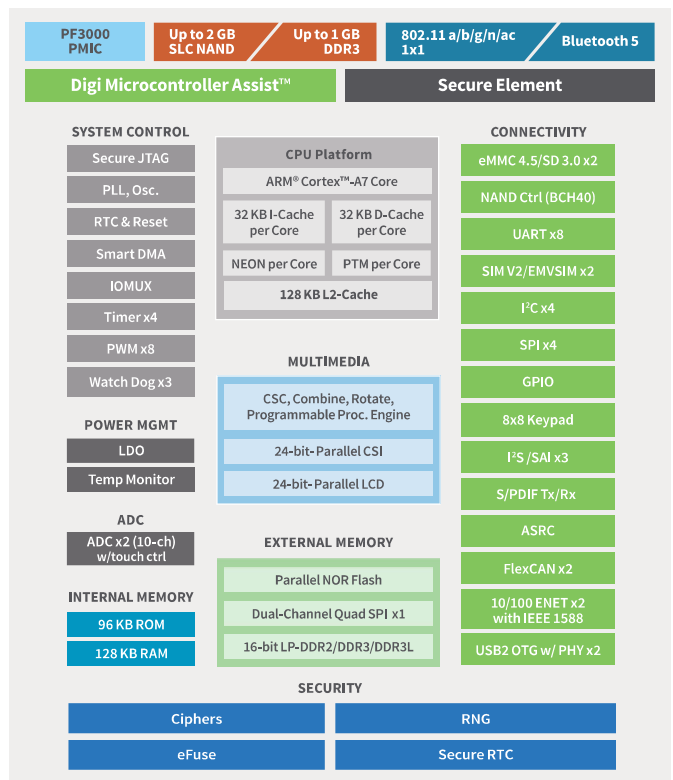 PF3000
PMIC
Up to 2 GB
SLC NAND
Up to 1 GB
DDR3
802.11 a/b/g/n/ac
1x1
Bluetooth 5
Digi Microcontroller Assist™
Secure Element
SYSTEM CONTROL
Secure JTAG
PLL, Osc.
RTC & Reset
Smart DMA
IOMUX
Timer x4
PWM x8
Watch Dog x3
POWER MGMT
LDO
Temp Monitor
ADC
ADC x2 (10-ch)
w/touch ctrl
INTERNAL MEMORY
96 KB ROM
128 KB RAM
CPU Platform
ARM® Cortex™-A7 Core
32 KB I-Cache
per Core
32 KB D-Cache
per Core
NEON per Core
PTM per Core
128 KB L2-Cache
MULTIMEDIA
CSC, Combine, Rotate,
Programmable Proc. Engine
24-bit- Parallel CSI
24-bit- Parallel LCD
EXTERNAL MEMORY
Parallel NOR Flash
Dual-Channel Quad SPI x1
16-bit LP-DDR2/DDR3/DDR3L
CONNECTIVITY
eMMC 4.5/SD 3.0 x2
NAND Ctrl (BCH40)
UART x8
SIM V2/EMVSIM x2
I²C x4
SPI x4
GPIO
8x8 Keypad
I²S /SAI x3
S/PDIF Tx/Rx
ASRC
FlexCAN x2
10/100 ENET x2
with IEEE 1588
USB2 OTG w/ PHY x2
SECURITY
Ciphers
RNG
eFuse
Secure RTC